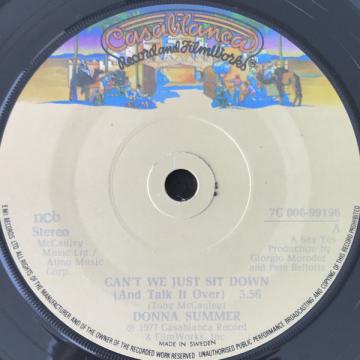 Casablanca
Record and FilmWorks
ncb
Stereo
McCauley
Music Ltd /
Almo Music
Corp.
7C 006-99196
A
A Say Yes
Production by
Giorgio Moroder
and Pete Bellotte
CAN'T WE JUST SIT DOWN
(And Talk It Over) 3.56
(Tony McCauley)
DONNA SUMMER
℗ 1977 Casablanca Record
& FilmWorks, Inc.
MADE IN SWEDEN
EMI RECORDS LTD AND OTHER PARTICIPANTS. ALL RIGHTS OF THE MANUFACTURER AND OF THE OWNER OF THE RECORDED WORK RESERVED. UNAUTHORISED PUBLIC PERFORMANCE BROADCASTING AND COPYING OF THIS RECORD PROHIBITED